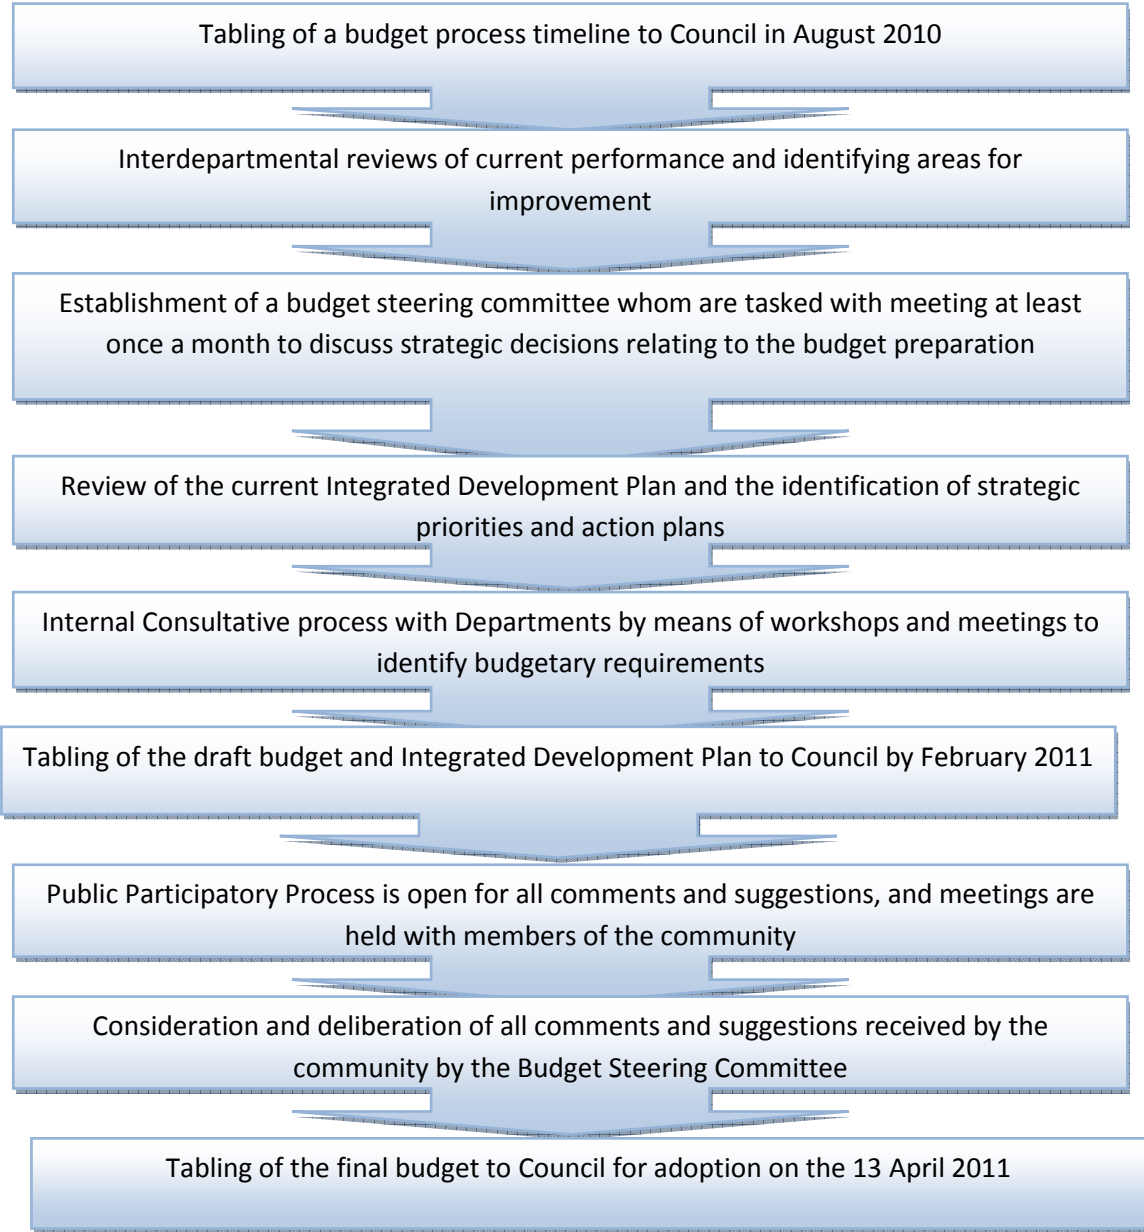 Tabling of a budget process timeline to Council in August 2010
Interdepartmental reviews of current performance and identifying areas for
improvement
Establishment of a budget steering committee whom are tasked with meeting at least
once a month to discuss strategic decisions relating to the budget preparation
Review of the current Integrated Development Plan and the identification of strategic
priorities and action plans
Internal Consultative process with Departments by means of workshops and meetings to
identify budgetary requirements
Tabling of the draft budget and Integrated Development Plan to Council by February 2011
Public Participatory Process is open for all comments and suggestions, and meetings are
held with members of the community
Consideration and deliberation of all comments and suggestions received by the
community by the Budget Steering Committee
Tabling of the final budget to Council for adoption on the 13 April 2011